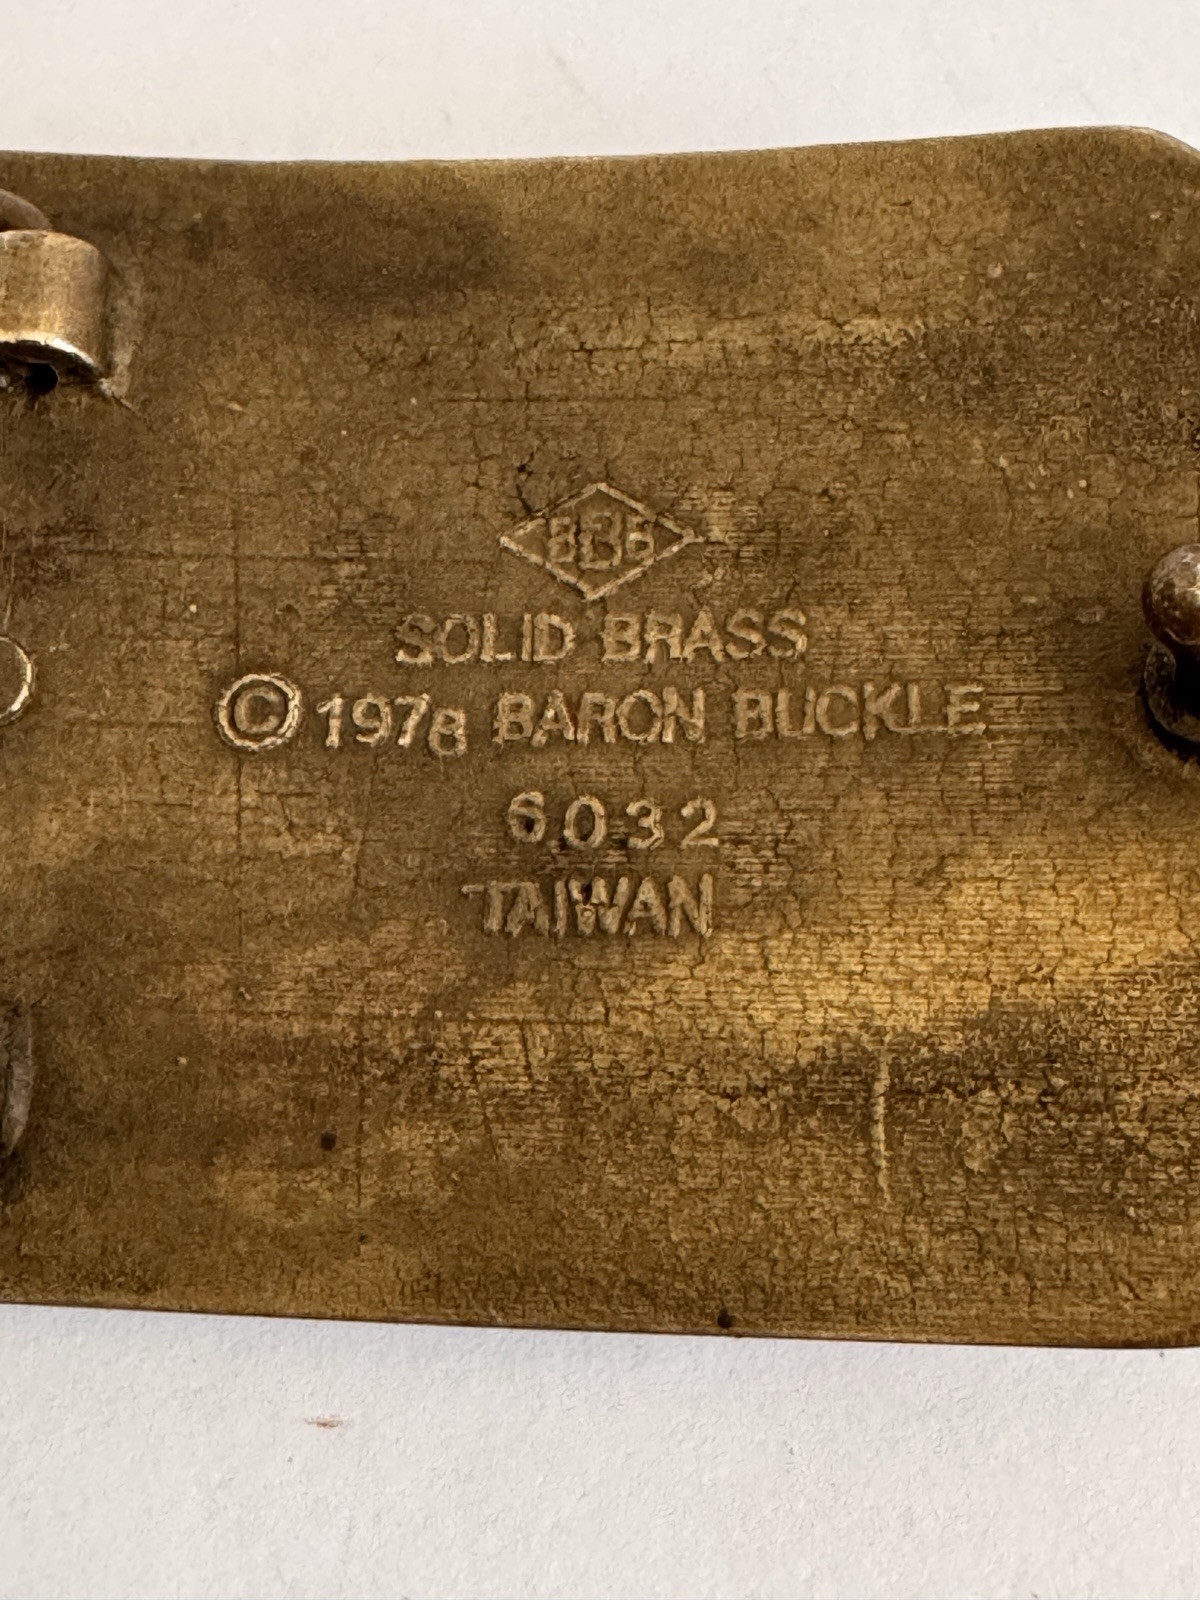 BBB
SOLID BRASS
©1978 BARON BUCKLE
6032
TAIWAN